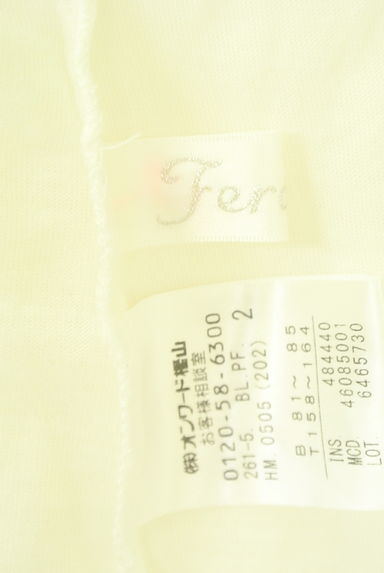 Fer
(株)オンワード樫山
お客様相談室
0120-58-6300
261-5. BL.PF. 2
HM.0505 (202)
B 81~ 85
T 158~164
INS 484440
MCD 46085001
LOT 6465730